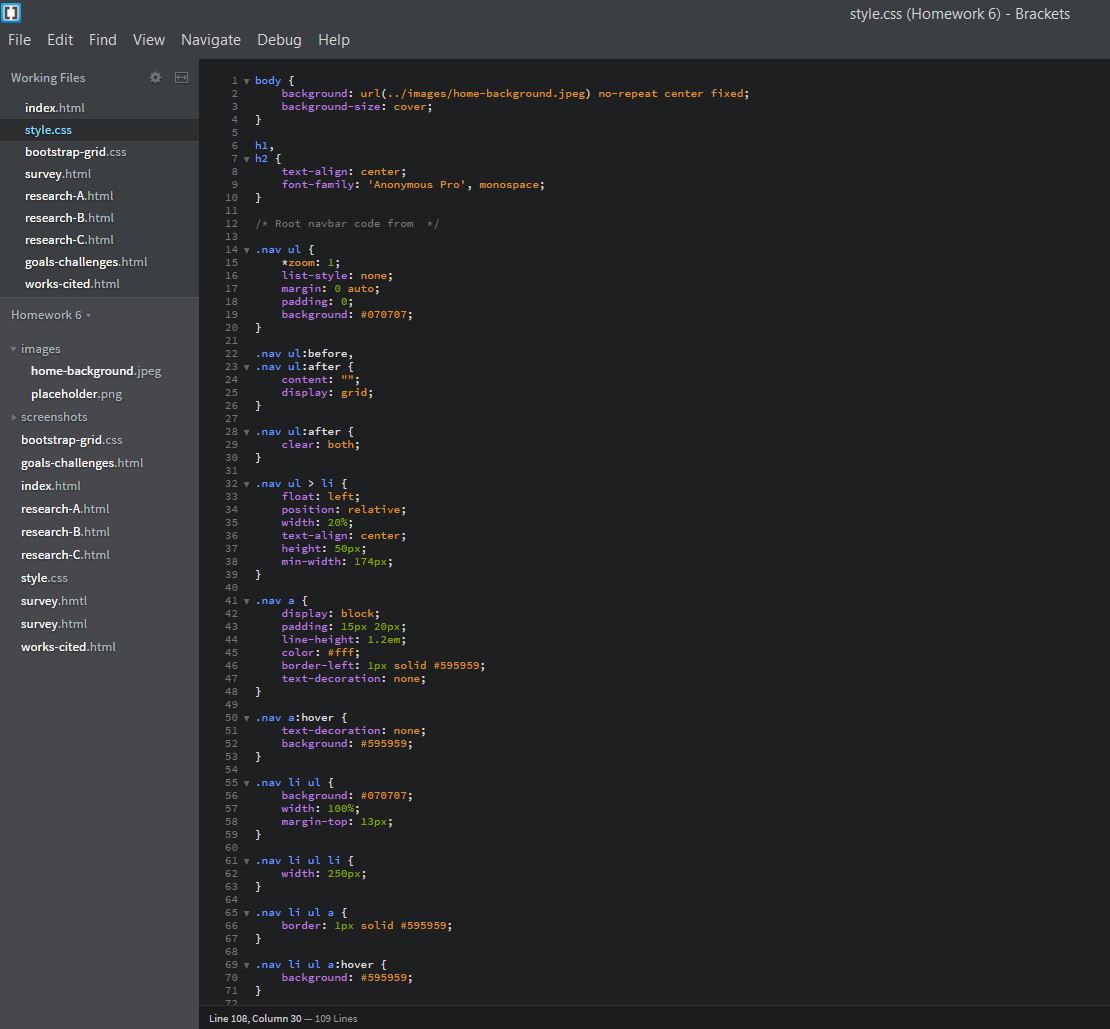 style.css (Homework 6) - Brackets
File Edit Find View Navigate Debug Help
Working Files
index.html
style.css
bootstrap-grid.css
survey.html
research-A.html
research-B.html
research-C.html
goals-challenges.html
works-cited.html
Homework 6
images
home-background.jpeg
placeholder.png
screenshots
bootstrap-grid.css
goals-challenges.html
index.html
research-A.html
research-B.html
research-C.html
style.css
survey.hmtl
survey.html
works-cited.html
1 body {
2     background: url(../images/home-background.jpeg) no-repeat center fixed;
3     background-size: cover;
4 }
5
6 h1,
7 h2 {
8     text-align: center;
9     font-family: 'Anonymous Pro', monospace;
10 }
11
12 /* Root navbar code from  */
13
14 .nav ul {
15     *zoom: 1;
16     list-style: none;
17     margin: 0 auto;
18     padding: 0;
19     background: #070707;
20 }
21
22 .nav ul:before,
23 .nav ul:after {
24     content: "";
25     display: grid;
26 }
27
28 .nav ul:after {
29     clear: both;
30 }
31
32 .nav ul > li {
33     float: left;
34     position: relative;
35     width: 20%;
36     text-align: center;
37     height: 50px;
38     min-width: 174px;
39 }
40
41 .nav a {
42     display: block;
43     padding: 15px 20px;
44     line-height: 1.2em;
45     color: #fff;
46     border-left: 1px solid #595959;
47     text-decoration: none;
48 }
49
50 .nav a:hover {
51     text-decoration: none;
52     background: #595959;
53 }
54
55 .nav li ul {
56     background: #070707;
57     width: 100%;
58     margin-top: 13px;
59 }
60
61 .nav li ul li {
62     width: 250px;
63 }
64
65 .nav li ul a {
66     border: 1px solid #595959;
67 }
68
69 .nav li ul a:hover {
70     background: #595959;
71 }
72
Line 108, Column 30 — 109 Lines